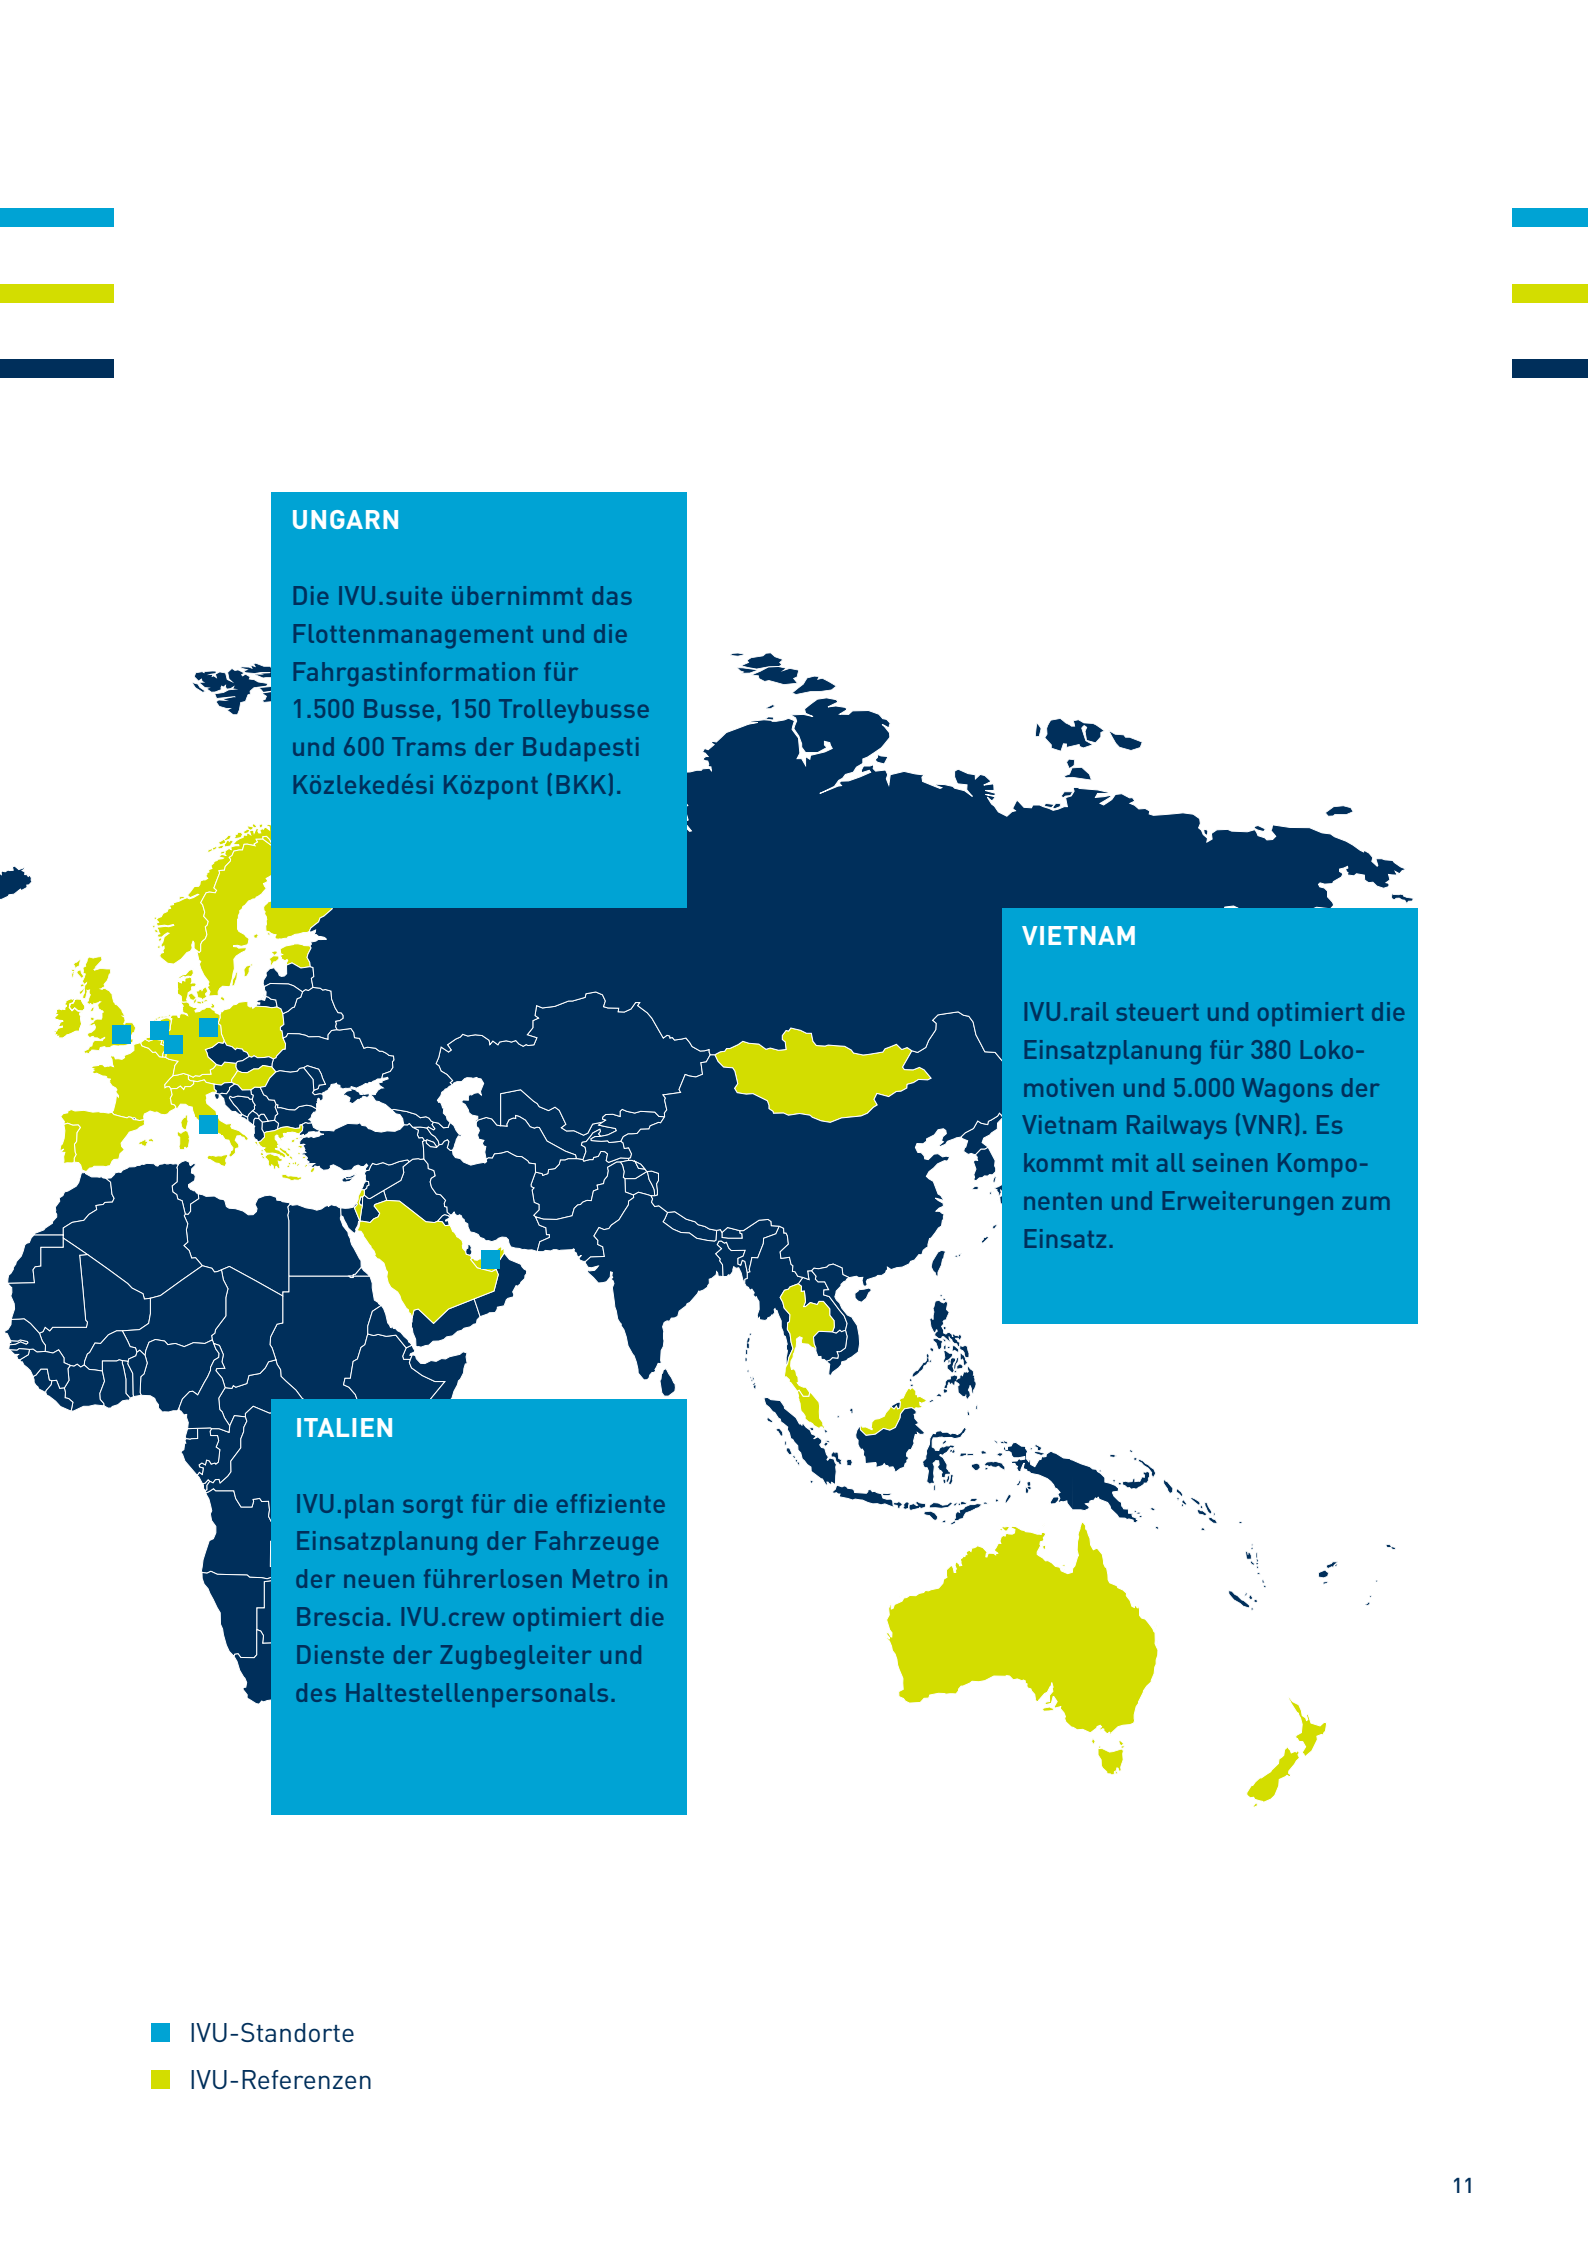 UNGARN
Die IVU.suite übernimmt das
Flottenmanagement und die
Fahrgastinformation für
1.500 Busse, 150 Trolleybusse
und 600 Trams der Budapesti
Közlekedési Központ (BKK).
VIETNAM
IVU.rail steuert und optimiert die
Einsatzplanung für 380 Loko-
motiven und 5.000 Wagons der
Vietnam Railways (VNR). Es
kommt mit all seinen Kompo-
nenten und Erweiterungen zum
Einsatz.
ITALIEN
IVU.plan sorgt für die effiziente
Einsatzplanung der Fahrzeuge
der neuen führerlosen Metro in
Brescia. IVU.crew optimiert die
Dienste der Zugbegleiter und
des Haltestellenpersonals.
IVU-Standorte
IVU-Referenzen
11